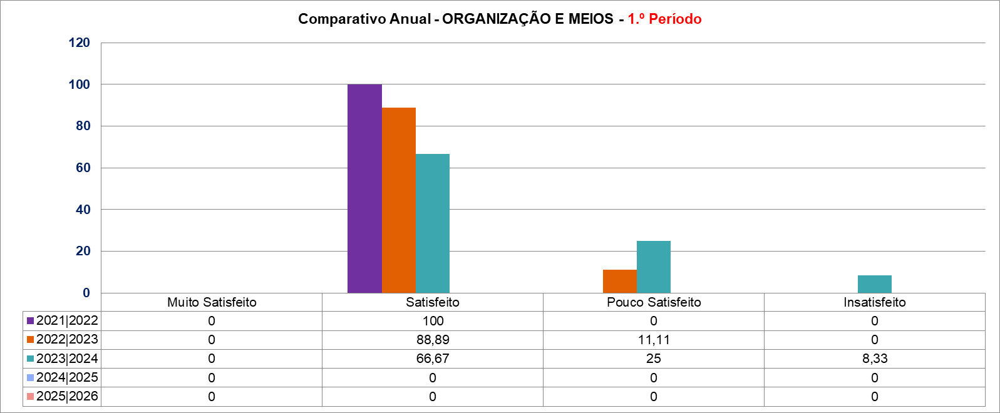 Comparativo Anual - ORGANIZAÇÃO E MEIOS - 1.º Período
120
100
80
60
40
20
0
Muito Satisfeito Satisfeito Pouco Satisfeito Insatisfeito
2021|2022 0 100 0 0
2022|2023 0 88,89 11,11 0
2023|2024 0 66,67 25 8,33
2024|2025 0 0 0 0
2025|2026 0 0 0 0